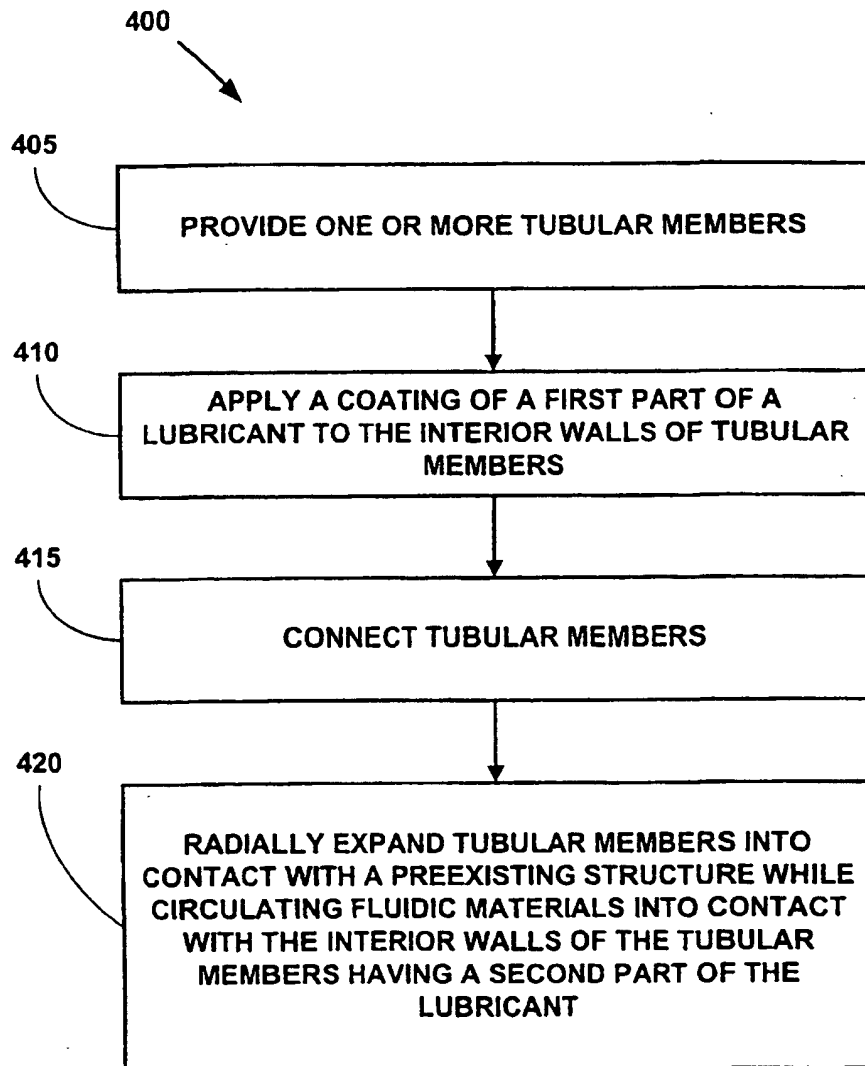 400
405
PROVIDE ONE OR MORE TUBULAR MEMBERS
410
APPLY A COATING OF A FIRST PART OF A
LUBRICANT TO THE INTERIOR WALLS OF TUBULAR
MEMBERS
415
CONNECT TUBULAR MEMBERS
420
RADIALLY EXPAND TUBULAR MEMBERS INTO
CONTACT WITH A PREEXISTING STRUCTURE WHILE
CIRCULATING FLUIDIC MATERIALS INTO CONTACT
WITH THE INTERIOR WALLS OF THE TUBULAR
MEMBERS HAVING A SECOND PART OF THE
LUBRICANT